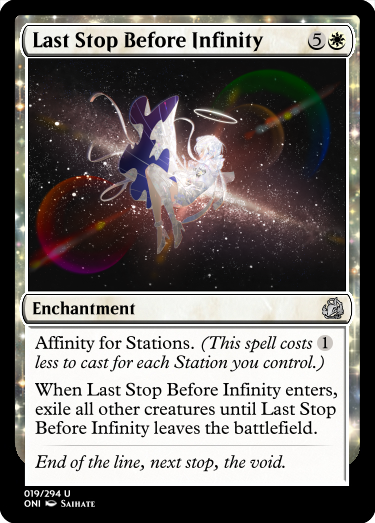 Last Stop Before Infinity 5
Enchantment
Affinity for Stations. (This spell costs 1
less to cast for each Station you control.)
When Last Stop Before Infinity enters,
exile all other creatures until Last Stop
Before Infinity leaves the battlefield.
End of the line, next stop, the void.
019/294 U
ONI SAIHATE